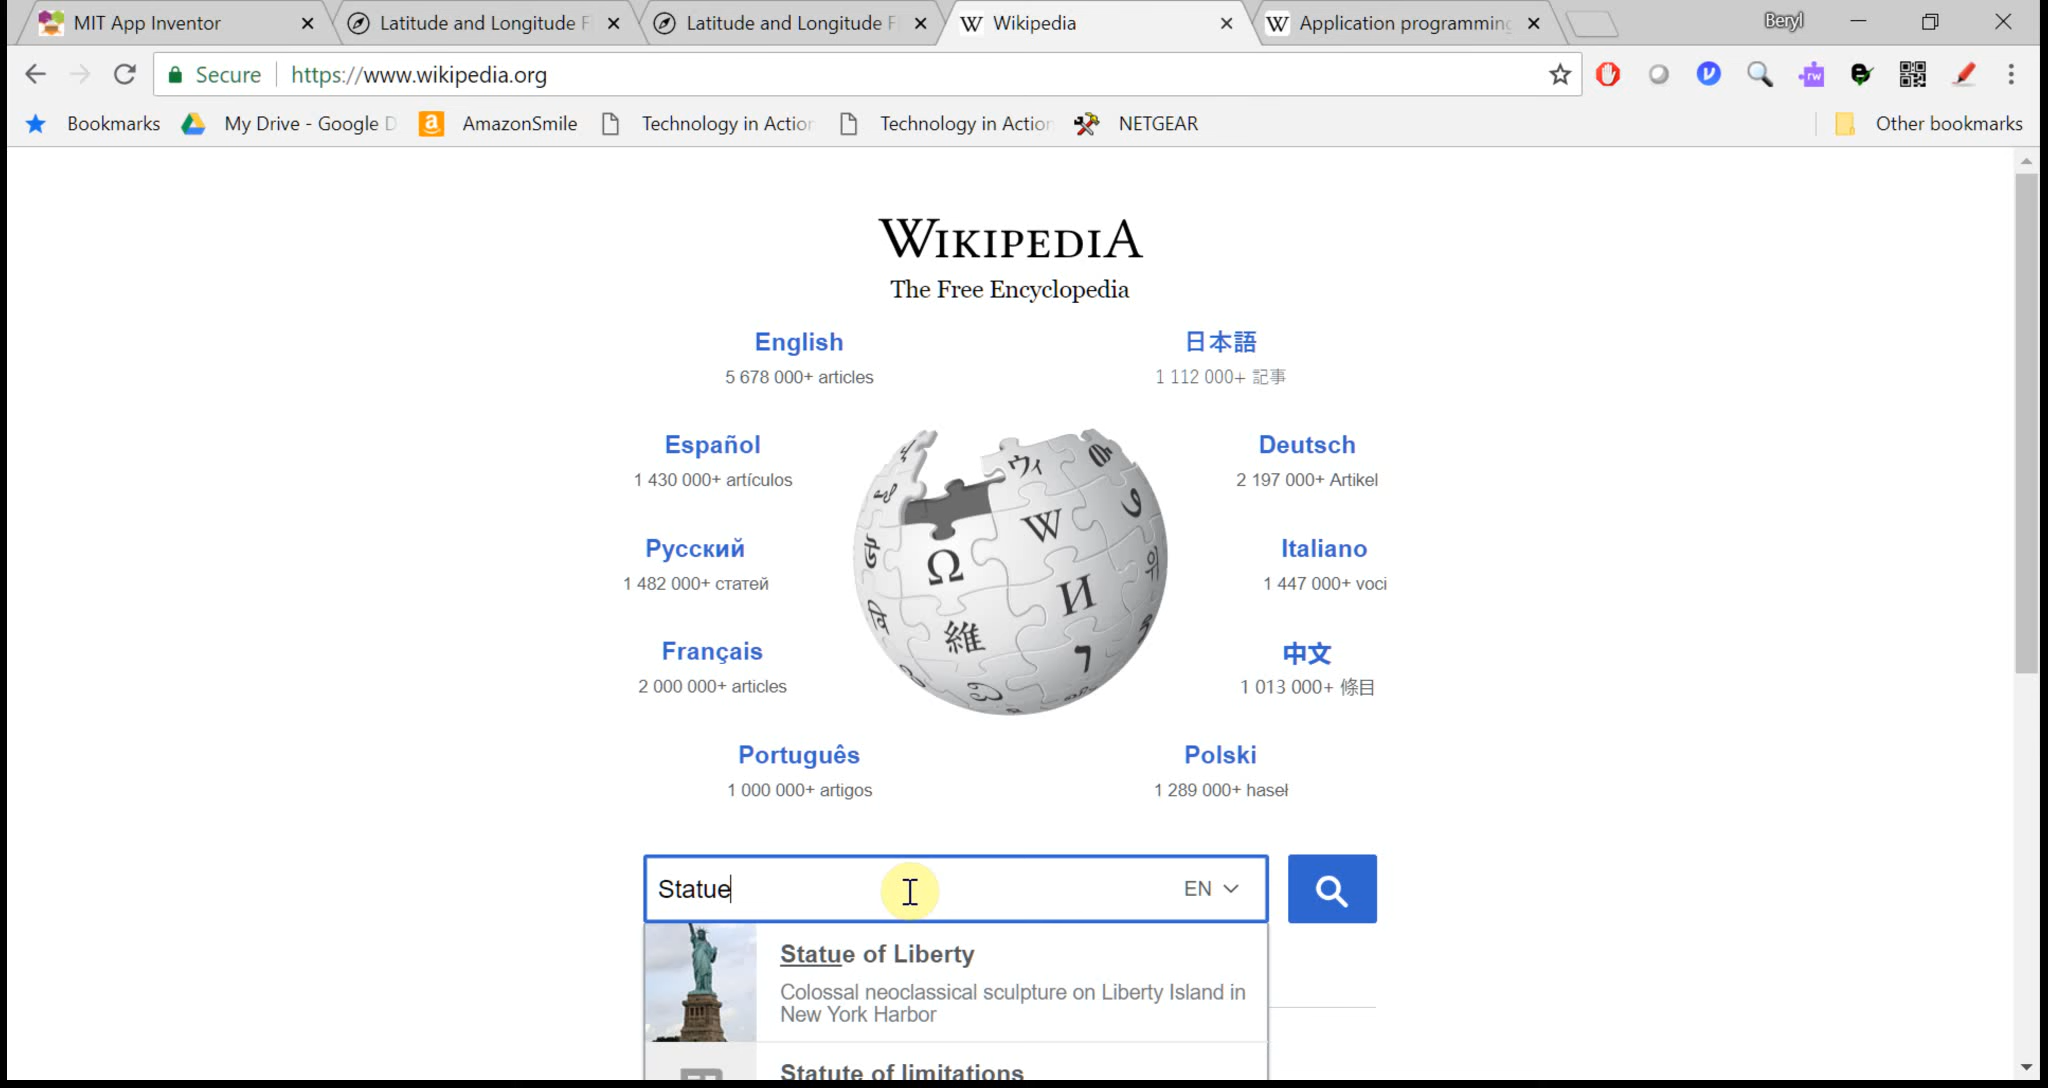 MIT App Inventor
Latitude and Longitude F
Latitude and Longitude F
Wikipedia
Application programming
Beryl
Secure
https://www.wikipedia.org
Bookmarks
My Drive - Google D
AmazonSmile
Technology in Action
Technology in Action
NETGEAR
Other bookmarks
WIKIPEDIA
The Free Encyclopedia
English
5 678 000+ articles
日本語
1 112 000+ 記事
Español
1 430 000+ artículos
Deutsch
2 197 000+ Artikel
Русский
1 482 000+ статей
Italiano
1 447 000+ voci
Français
2 000 000+ articles
中文
1 013 000+ 條目
Português
1 000 000+ artigos
Polski
1 289 000+ haseł
Statue
EN
Statue of Liberty
Colossal neoclassical sculpture on Liberty Island in
New York Harbor
Statute of limitations